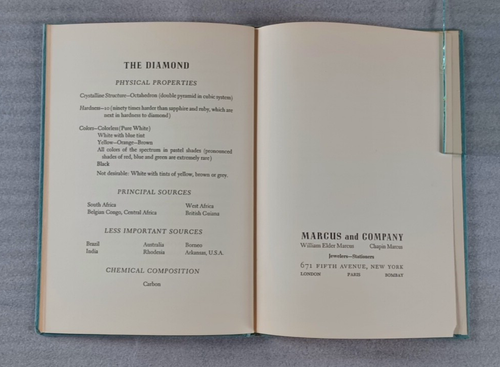 THE DIAMOND
PHYSICAL PROPERTIES
Crystalline Structure—Octahedron (double pyramid in cubic system)
Hardness—10 (ninety times harder than sapphire and ruby, which are
next in hardness to diamond)
Colors—Colorless (Pure White)
White with blue tint
Yellow—Orange—Brown
All colors of the spectrum in pastel shades (pronounced
shades of red, blue and green are extremely rare)
Black
Not desirable: White with tints of yellow, brown or grey.
PRINCIPAL SOURCES
South Africa West Africa
Belgian Congo, Central Africa British Guiana
LESS IMPORTANT SOURCES
Brazil Australia Borneo
India Rhodesia Arkansas, U.S.A.
CHEMICAL COMPOSITION
Carbon
MARCUS and COMPANY
William Elder Marcus Chapin Marcus
Jewelers—Stationers
671 FIFTH AVENUE, NEW YORK
LONDON PARIS BOMBAY